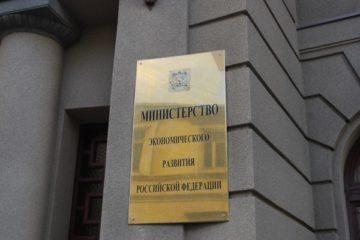 МИНИСТЕРСТВО
ЭКОНОМИЧЕСКОГО
РАЗВИТИЯ
РОССИЙСКОЙ ФЕДЕРАЦИИ